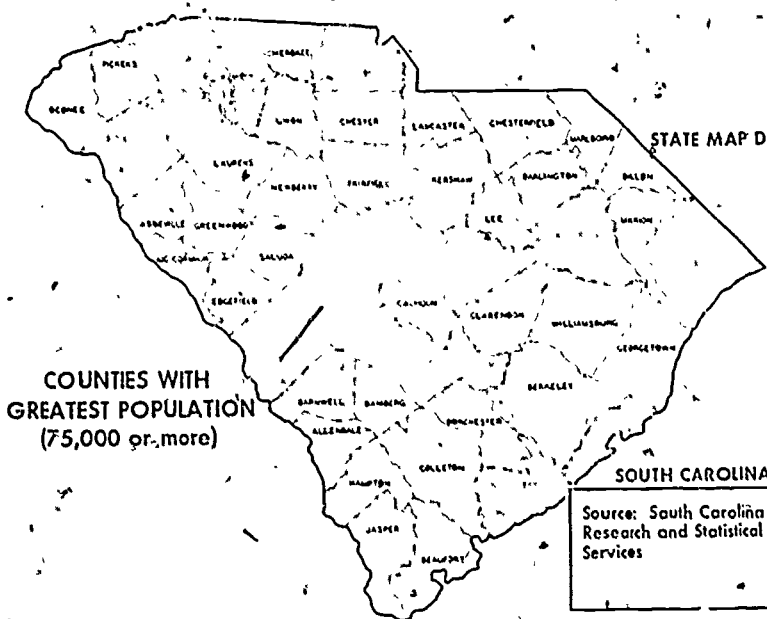 CHEROKEE
PICKENS
OCONEE
UNION
CHESTER
LANCASTER
CHESTERFIELD
MARLBORO
STATE MAP D
LAURENS
NEWBERRY
FAIRFIELD
KERSHAW
DARLINGTON
DILLON
LEE
MARION
ABBEVILLE
GREENWOOD
SALUDA
EDGEFIELD
CALHOUN
CLARENDON
WILLIAMSBURG
GEORGETOWN
COUNTIES WITH
GREATEST POPULATION
(75,000 or more)
BERKELEY
BARNWELL
BAMBERG
ALLENDALE
DORCHESTER
COLLETON
HAMPTON
JASPER
BEAUFORT
SOUTH CAROLINA
Source: South Carolina
Research and Statistical
Services